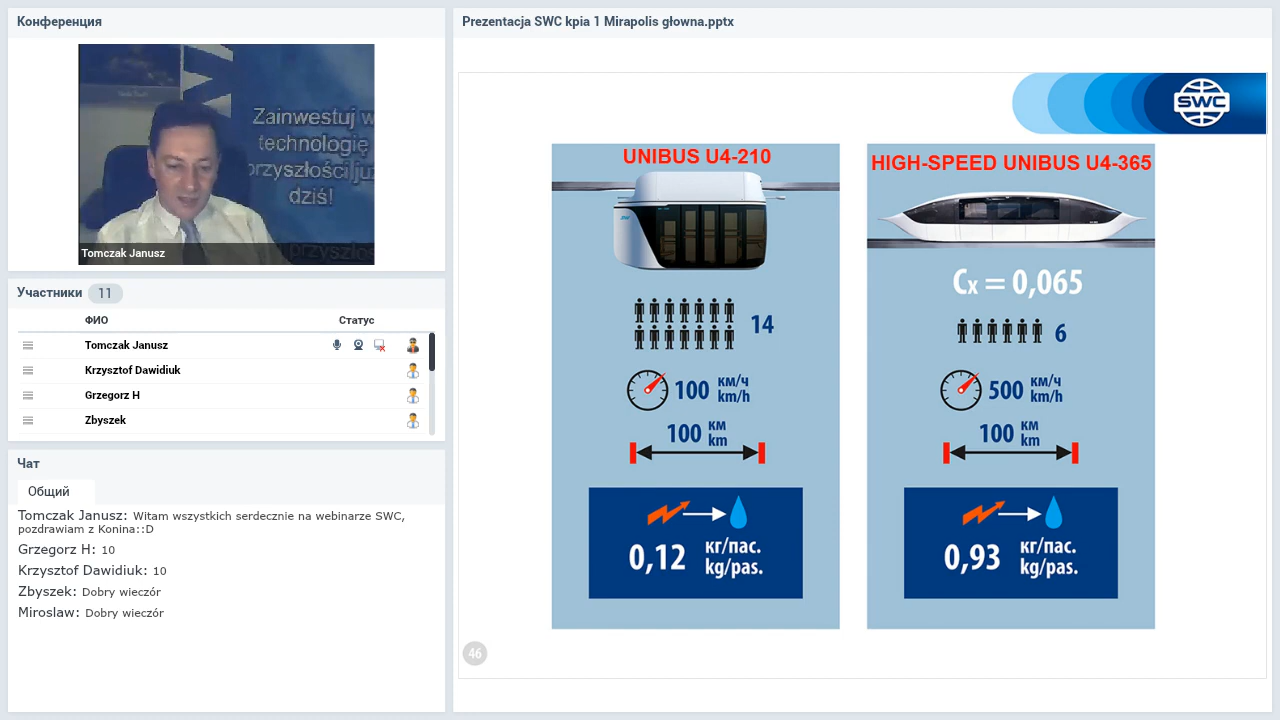 Конференция
Zainwestuj w
technologię
przyszłości już
dziś!
Tomczak Janusz
Участники 11
ФИО Статус
Tomczak Janusz
Krzysztof Dawidiuk
Grzegorz H
Zbyszek
Чат
Общий
Tomczak Janusz: Witam wszystkich serdecznie na webinarze SWC,
pozdrawiam z Konina::D
Grzegorz H: 10
Krzysztof Dawidiuk: 10
Zbyszek: Dobry wieczór
Miroslaw: Dobry wieczór
Prezentacja SWC kpia 1 Mirapolis głowna.pptx
SWC
UNIBUS U4-210
14
100 км/ч
km/h
100 км
km
0,12 кг/пас.
kg/pas.
HIGH-SPEED UNIBUS U4-365
Cx = 0,065
6
500 км/ч
km/h
100 км
km
0,93 кг/пас.
kg/pas.
46